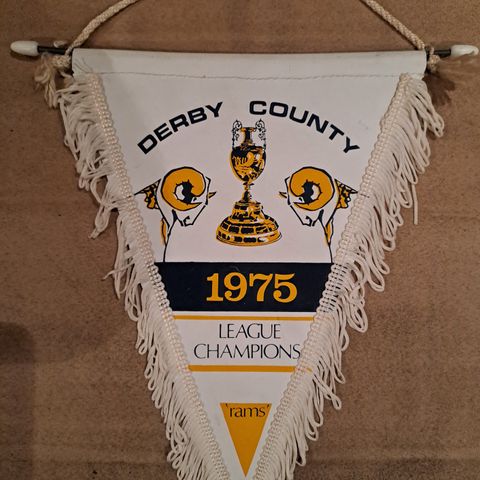 DERBY COUNTY
1975
LEAGUE
CHAMPIONS
'rams'